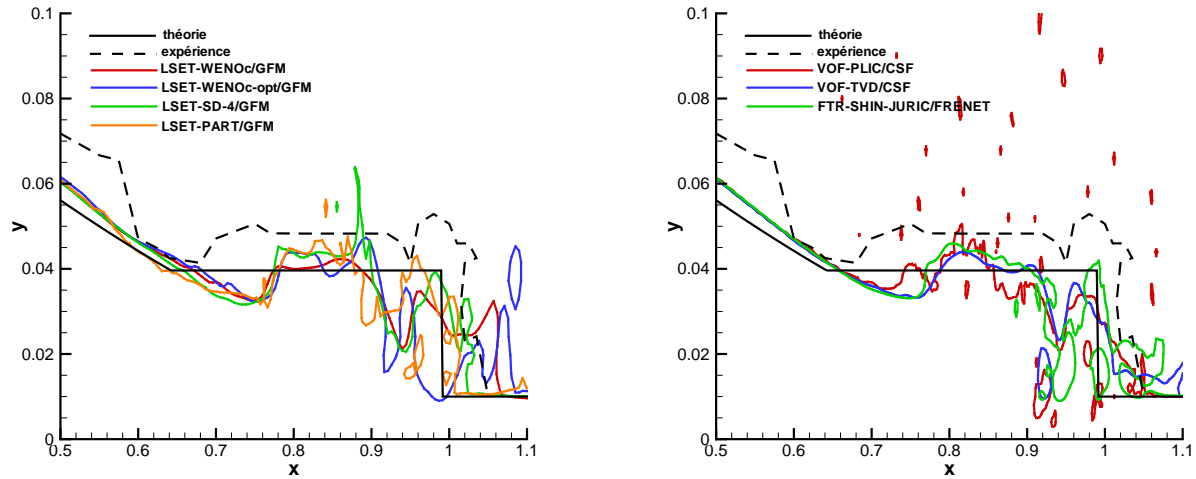 0.1
0.08
0.06
0.04
0.02
0
y
0.5
0.6
0.7
0.8
0.9
1
1.1
x
théorie
expérience
LSET-WENOc/GFM
LSET-WENOc-opt/GFM
LSET-SD-4/GFM
LSET-PART/GFM
0.1
0.08
0.06
0.04
0.02
0
y
0.5
0.6
0.7
0.8
0.9
1
1.1
x
théorie
expérience
VOF-PLIC/CSF
VOF-TVD/CSF
FTR-SHIN-JURIC/FRENET